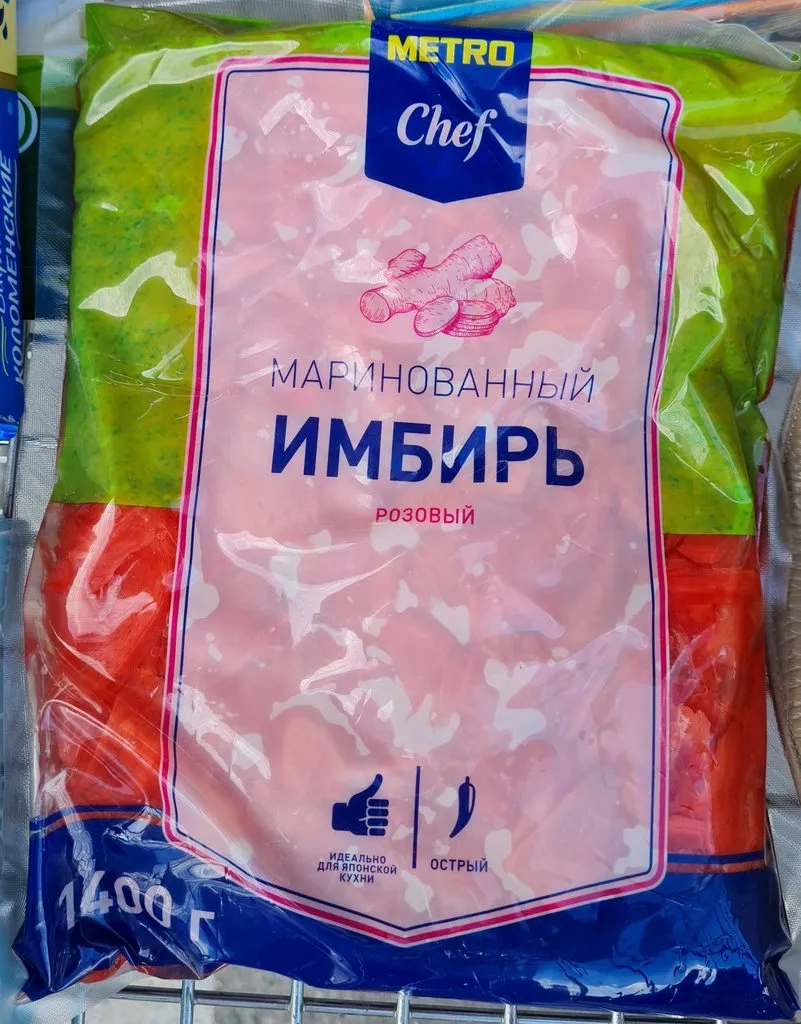 METRO
Chef
МАРИНОВАННЫЙ
ИМБИРЬ
РОЗОВЫЙ
ИДЕАЛЬНО
ДЛЯ ЯПОНСКОЙ
КУХНИ
ОСТРЫЙ
1400 г
КОЛОМЕНСКИЕ